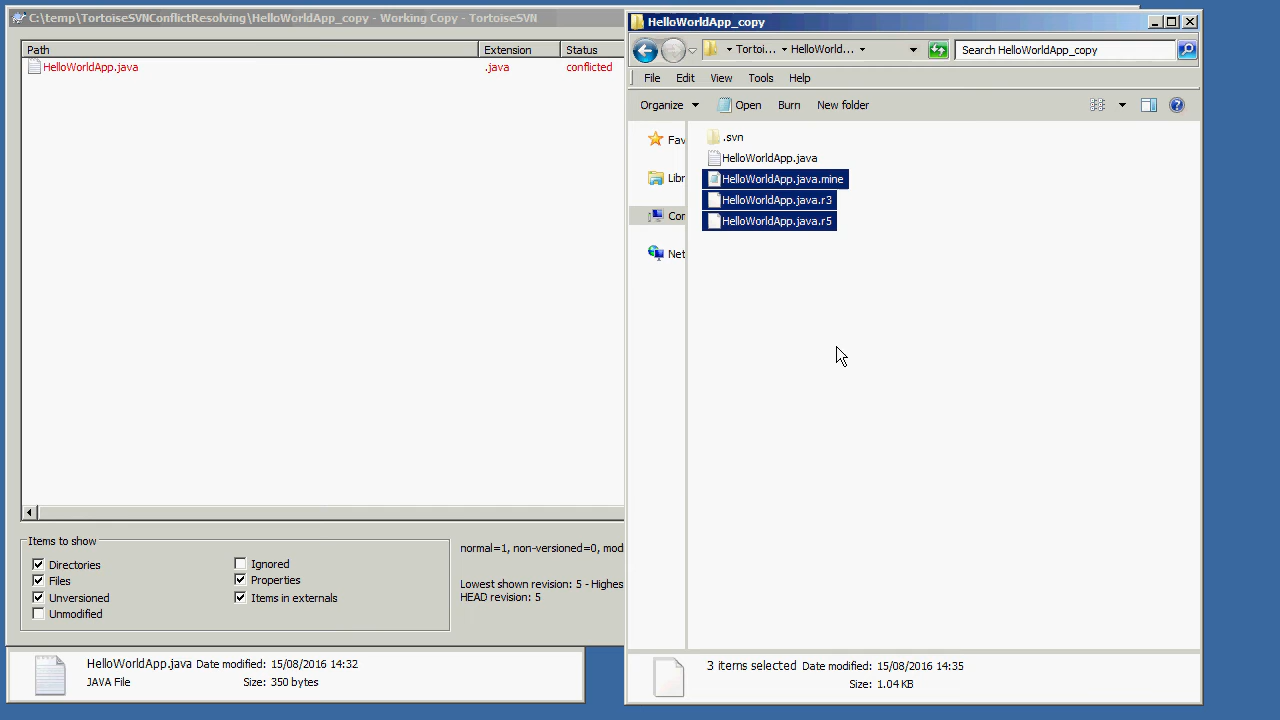 C:\temp\TortoiseSVNConflictResolving\HelloWorldApp_copy - Working Copy - TortoiseSVN
Path Extension Status
HelloWorldApp.java .java conflicted
Items to show
Directories Ignored
Files Properties
Unversioned Items in externals
Unmodified
normal=1, non-versioned=0, mod
Lowest shown revision: 5 - Highes
HEAD revision: 5
HelloWorldApp.java Date modified: 15/08/2016 14:32
JAVA File Size: 350 bytes
HelloWorldApp_copy
Tortoi... HelloWorld... Search HelloWorldApp_copy
File Edit View Tools Help
Organize Open Burn New folder
Fav
Libr
Con
Net
.svn
HelloWorldApp.java
HelloWorldApp.java.mine
HelloWorldApp.java.r3
HelloWorldApp.java.r5
3 items selected Date modified: 15/08/2016 14:35
Size: 1.04 KB